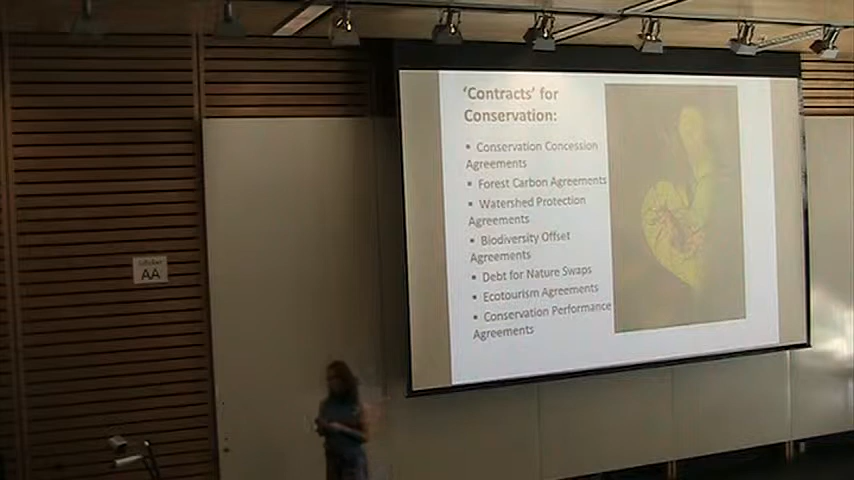 'Contracts' for
Conservation:
▪ Conservation Concession
Agreements
▪ Forest Carbon Agreements
▪ Watershed Protection
Agreements
▪ Biodiversity Offset
Agreements
▪ Debt for Nature Swaps
▪ Ecotourism Agreements
▪ Conservation Performance
Agreements
AA